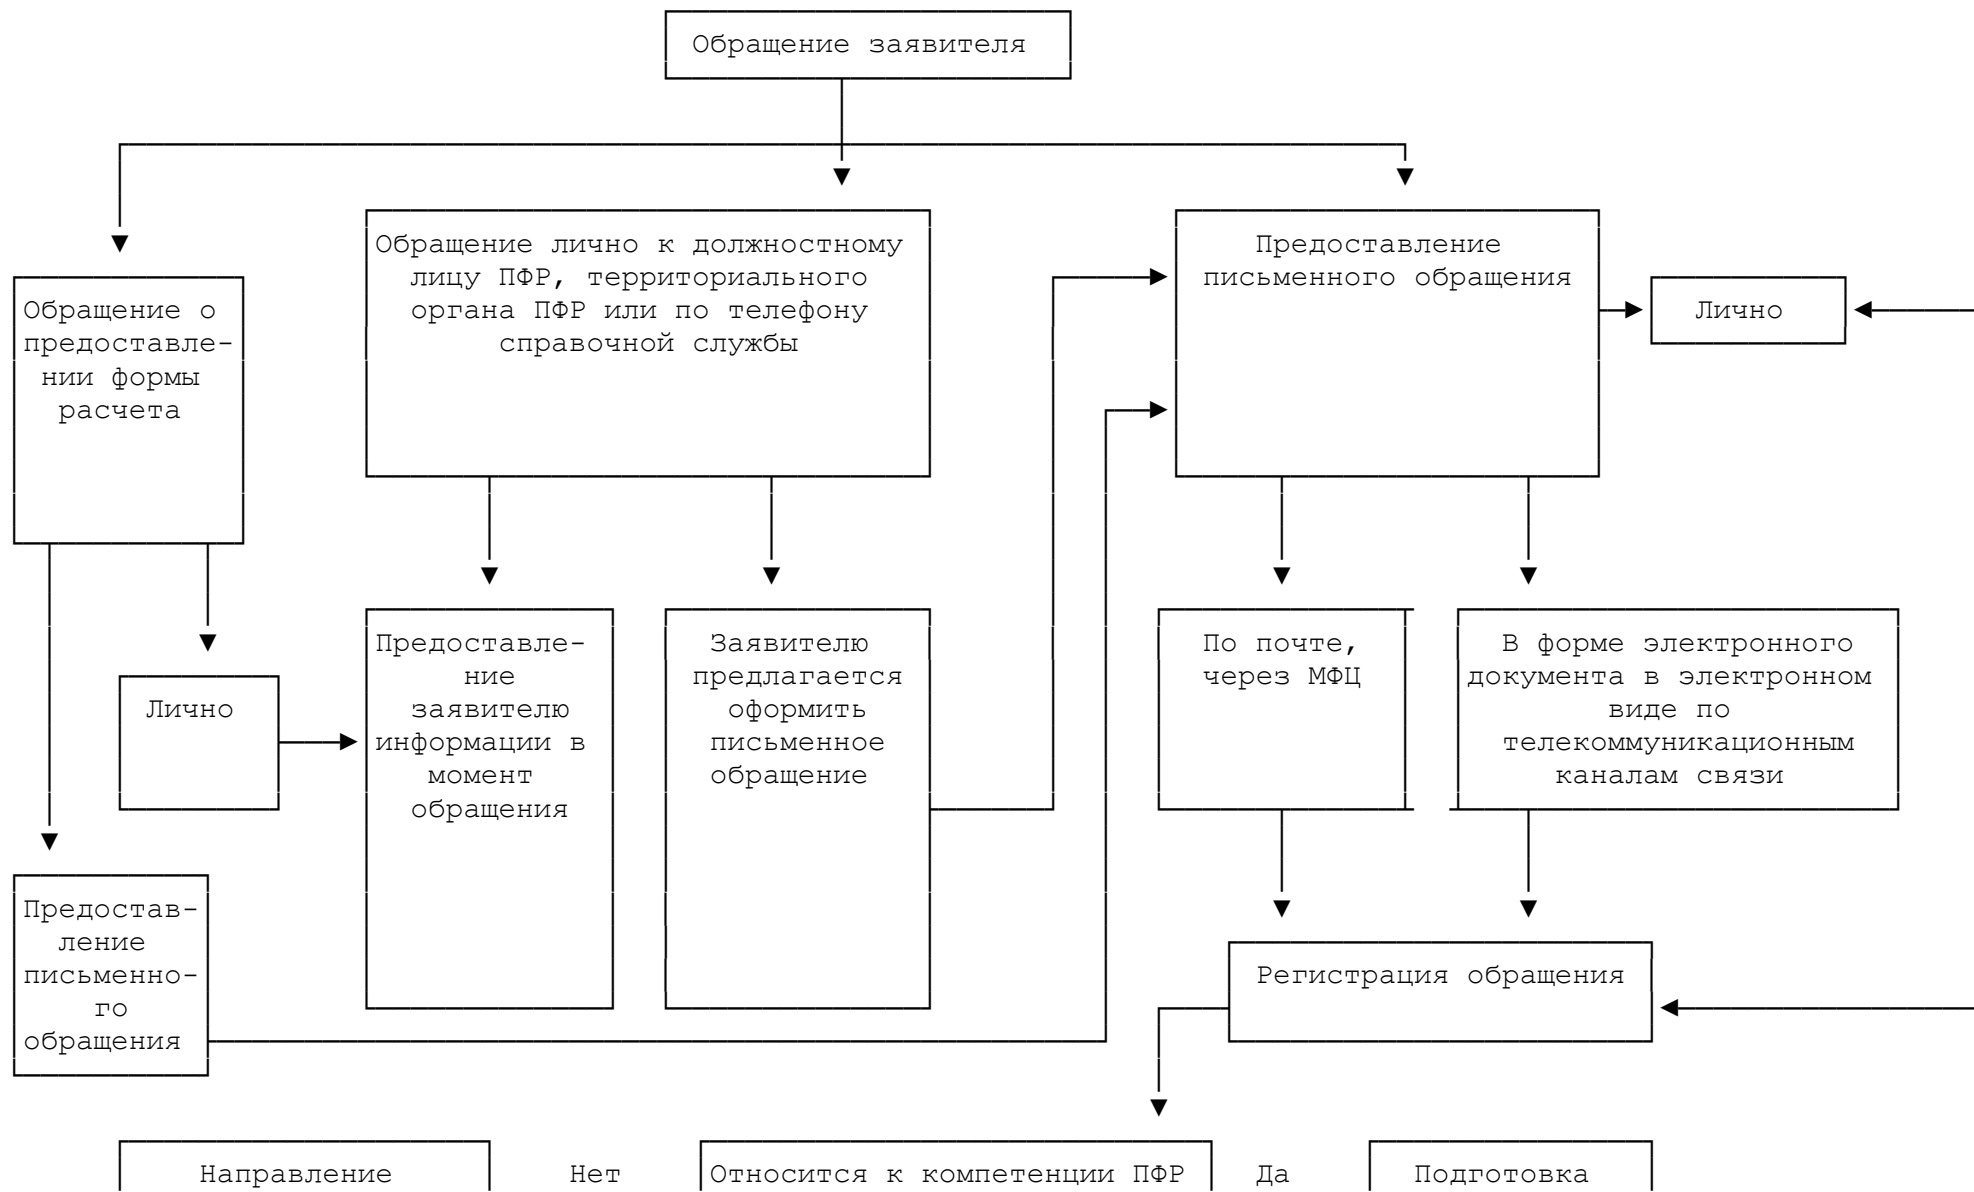 Обращение заявителя
Обращение о
предоставле-
нии формы
расчета
Обращение лично к должностному
лицу ПФР, территориального
органа ПФР или по телефону
справочной службы
Предоставление
письменного обращения
Лично
Лично
Предоставле-
ние
заявителю
информации в
момент
обращения
Заявителю
предлагается
оформить
письменное
обращение
По почте,
через МФЦ
В форме электронного
документа в электронном
виде по
телекоммуникационным
каналам связи
Предостав-
ление
письменно-
го
обращения
Регистрация обращения
Направление
Нет
Относится к компетенции ПФР
Да
Подготовка